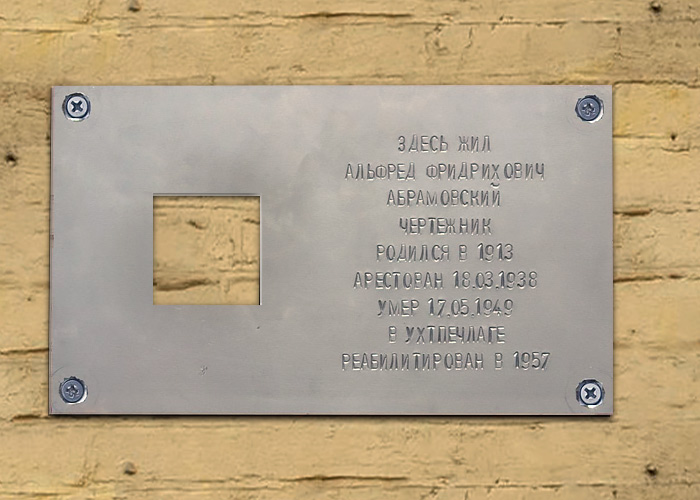 ЗДЕСЬ ЖИЛ
АЛЬФРЕД ФРИДРИХОВИЧ
АБРАМОВСКИЙ
ЧЕРТЕЖНИК
РОДИЛСЯ В 1913
АРЕСТОВАН 18.03.1938
УМЕР 17.05.1949
В УХТПЕЧЛАГЕ
РЕАБИЛИТИРОВАН В 1957